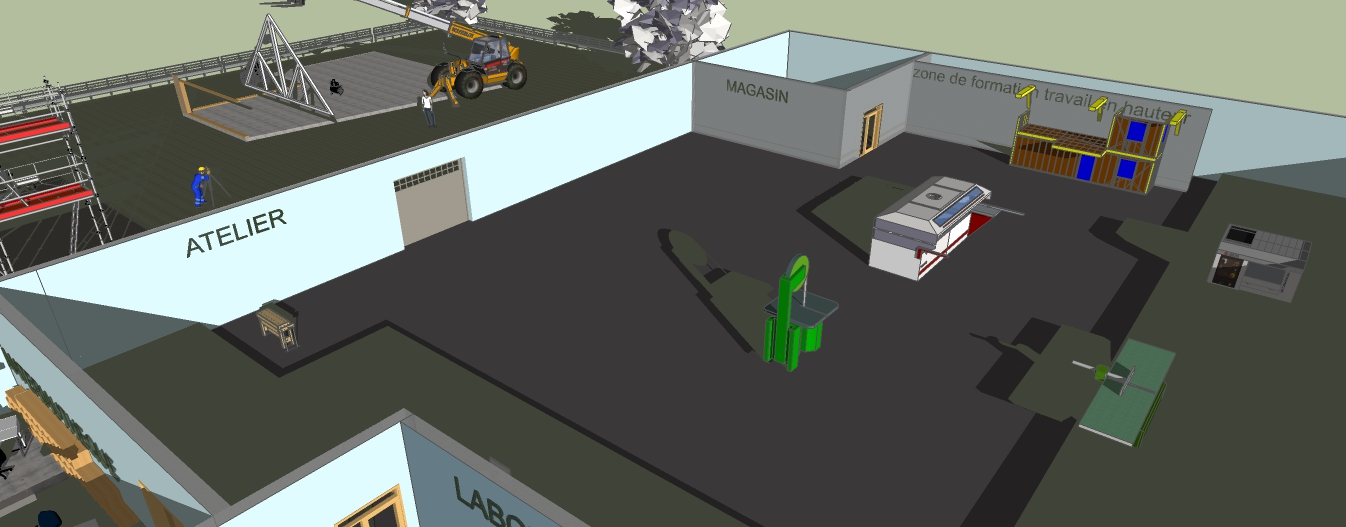 MAGASIN
zone de formation travail en hauteur
ATELIER
LABO